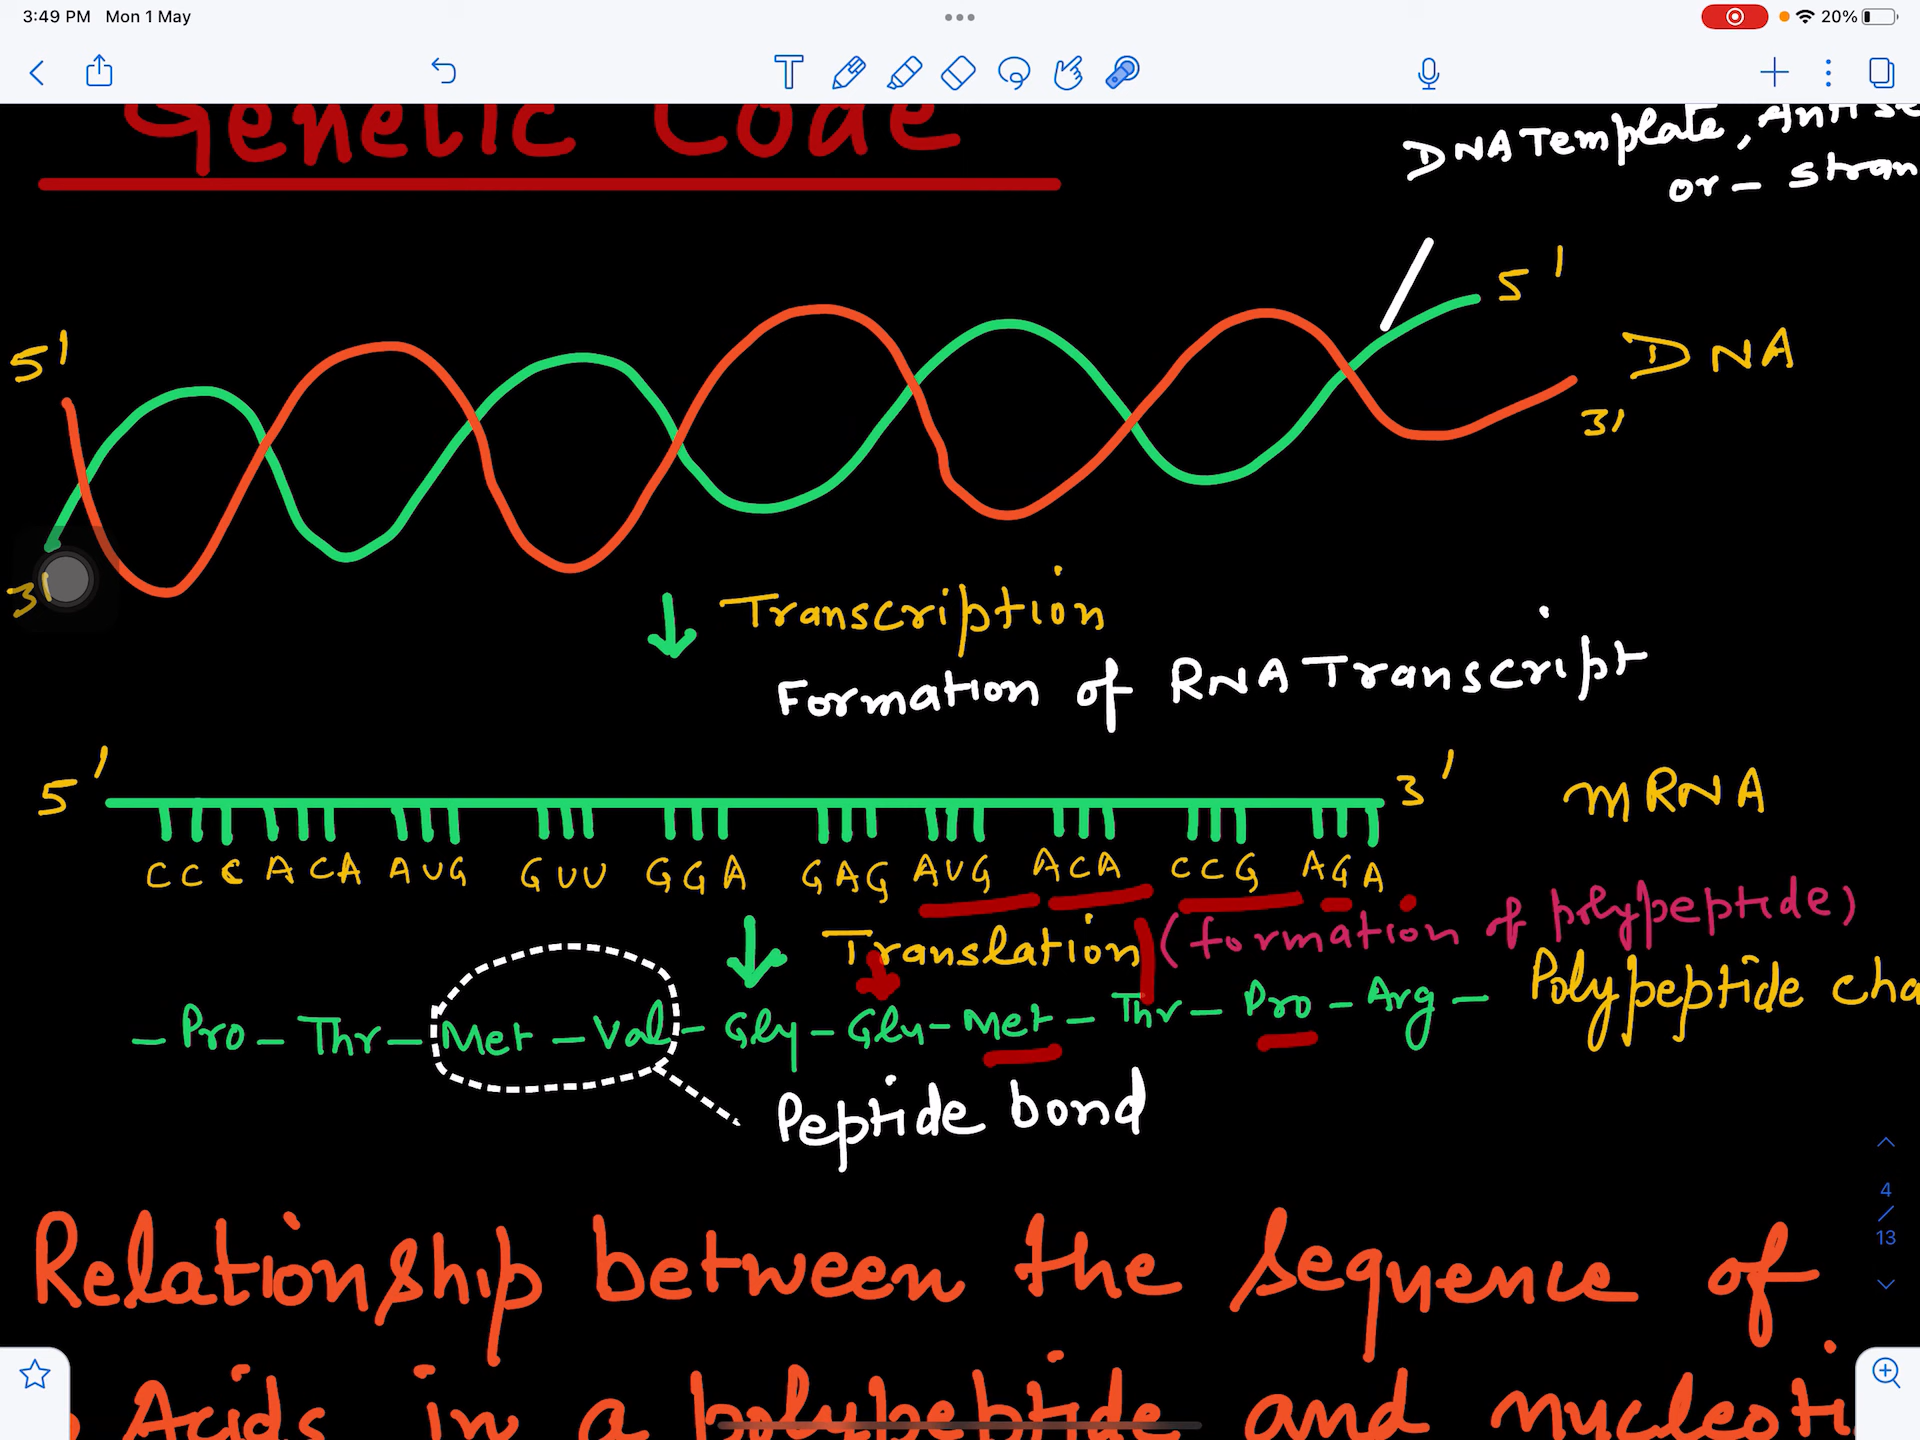 3:49 PM Mon 1 May
20%
Genetic Code
DNA Template, Anti
or - stran
5'
5'
DNA
3'
3'
Transcription
Formation of RNA Transcript
5' 3' mRNA
CCC ACA AUG GUU GGA GAG AUG ACA CCG AGA
Translation (formation of polypeptide)
- Pro - Thr - Met - Val - Gly - Glu - Met - Thr - Pro - Arg - Polypeptide cha
Peptide bond
4
/
13
Relationship between the sequence of
Acids in a polypeptide and nucleoti